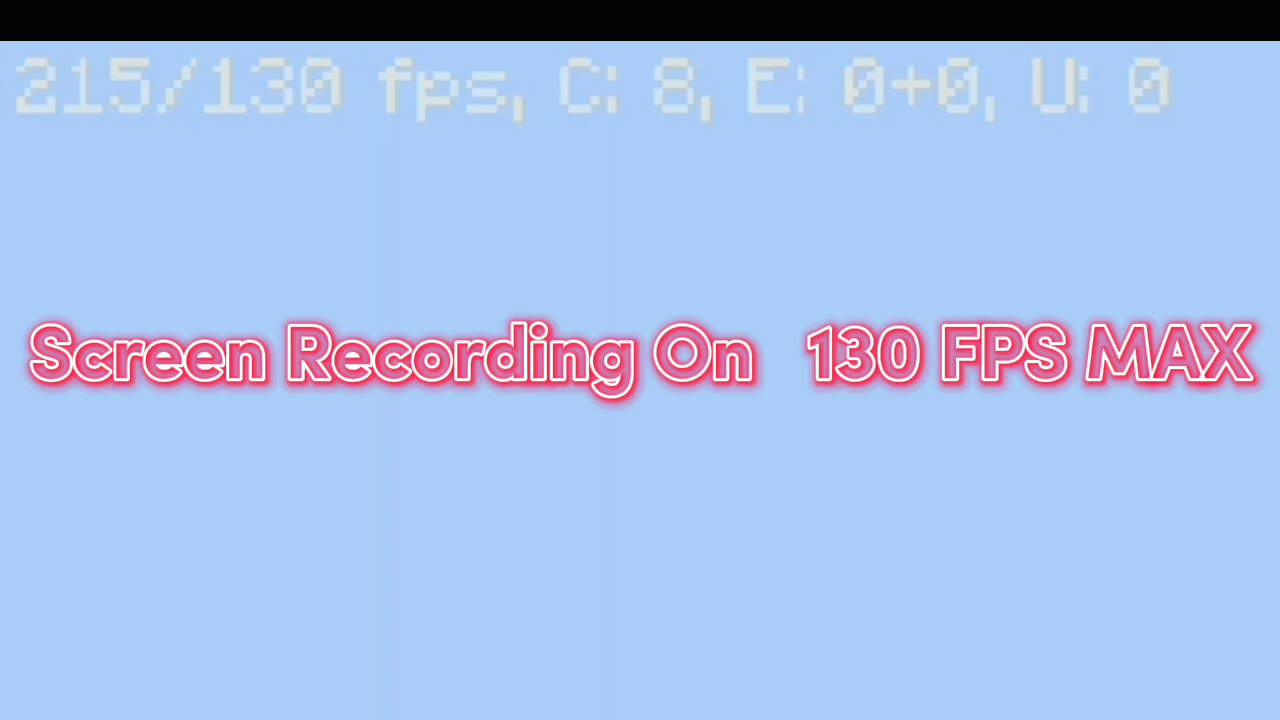 215/130 fps, C: 8, E: 0+0, U: 0
Screen Recording On 130 FPS MAX